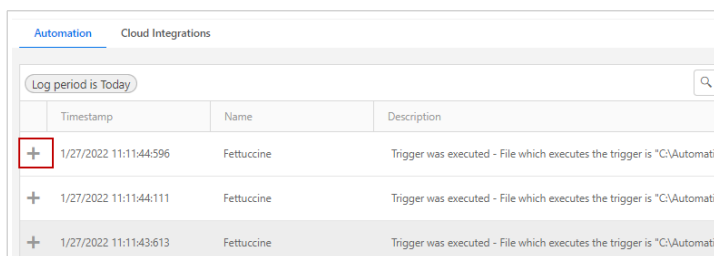 Automation Cloud Integrations
Log period is Today
Timestamp Name Description
1/27/2022 11:11:44:596 Fettuccine Trigger was executed - File which executes the trigger is "C:\Automati
1/27/2022 11:11:44:111 Fettuccine Trigger was executed - File which executes the trigger is "C:\Automati
1/27/2022 11:11:43:613 Fettuccine Trigger was executed - File which executes the trigger is "C:\Automati